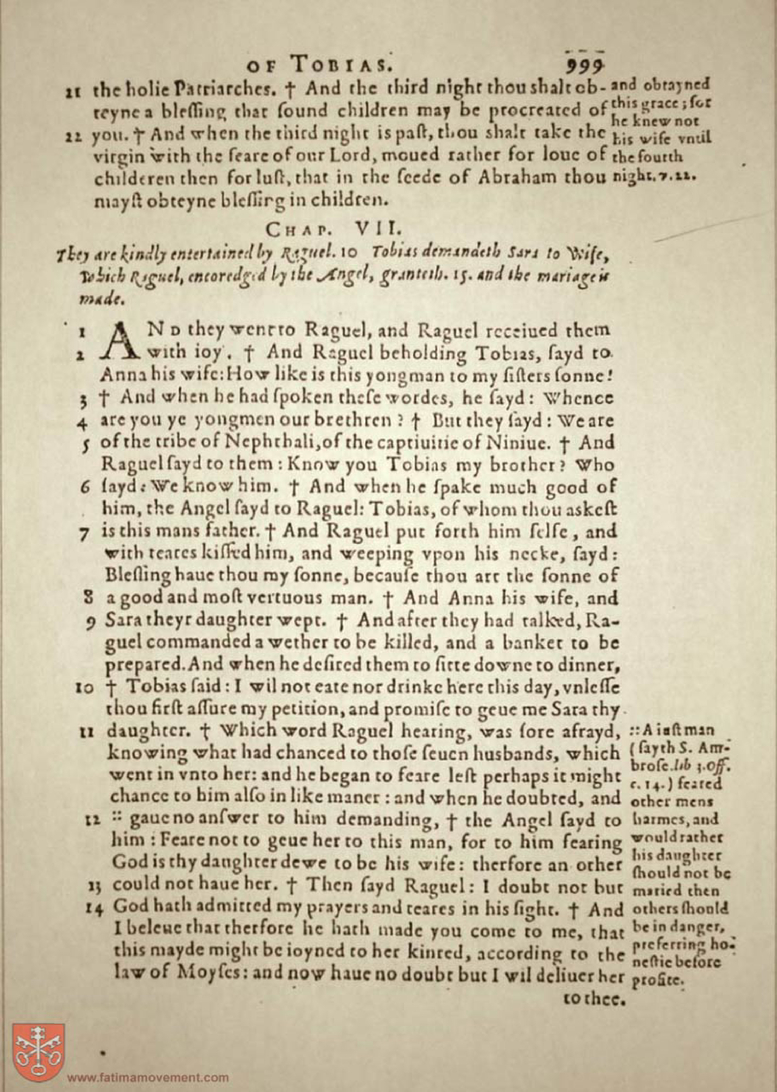 OF TOBIAS. 999
21 the holie Patriarches. † And the third night thou shalt ob-
teyne a bleſſing that ſound children may be procreated of
22 you. † And when the third night is paſt, thou shalt take the
virgin with the feare of our Lord, moued rather for loue of
childeren then for luſt, that in the ſeede of Abraham thou
mayſt obteyne bleſſing in children.
and obtayned
this grace; for
he knew not
his wife vntil
the fourth
night. 7. 22.
CHAP. VII.
They are kindly entertained by Raguel. 10 Tobias demandeth Sara to Wife,
Which Raguel, encoredged by the Angel, granteth. 15. and the mariage is
made.
1 AND they went to Raguel, and Raguel receiued them
2 with ioy. † And Raguel beholding Tobias, ſayd to
Anna his wife: How like is this yongman to my ſiſters ſonne!
3 † And when he had ſpoken theſe wordes, he ſayd: Whence
4 are you ye yongmen our brethren? † But they ſayd: We are
5 of the tribe of Nephthali, of the captiuitie of Niniue. † And
Raguel ſayd to them: Know you Tobias my brother? Who
6 ſayd: We know him. † And when he ſpake much good of
him, the Angel ſayd to Raguel: Tobias, of whom thou askeſt
7 is this mans father. † And Raguel put forth him ſelfe, and
with teares kiſſed him, and weeping vpon his necke, ſayd:
Bleſſing haue thou my ſonne, becauſe thou art the ſonne of
8 a good and moſt vertuous man. † And Anna his wife, and
9 Sara theyr daughter wept. † And after they had talked, Ra-
guel commanded a wether to be killed, and a banket to be
prepared. And when he deſired them to ſitte downe to dinner,
10 † Tobias ſaid: I wil not eate nor drinke here this day, vnleſſe
thou firſt aſſure my petition, and promiſe to geue me Sara thy
11 daughter. † Which word Raguel hearing, was ſore afrayd,
knowing what had chanced to thoſe ſeuen husbands, which
went in vnto her: and he began to feare leſt perhaps it might
chance to him alſo in like maner: and when he doubted, and
12 :: gaue no anſwer to him demanding, † the Angel ſayd to
him: Feare not to geue her to this man, for to him fearing
God is thy daughter dewe to be his wife: therfore an other
13 could not haue her. † Then ſayd Raguel: I doubt not but
14 God hath admitted my prayers and teares in his ſight. † And
I beleue that therfore he hath made you come to me, that
this mayde might be ioyned to her kinred, according to the
law of Moyſes: and now haue no doubt but I wil deliuer her
to thee.
:: A iuſt man
(ſayth S. Am-
broſe. lib 3. Off.
c. 14.) feared
other mens
harmes, and
would rather
his daughter
ſhould not be
maried then
others ſhould
be in danger,
preferring ho-
neſtie before
profite.
www.fatimamovement.com